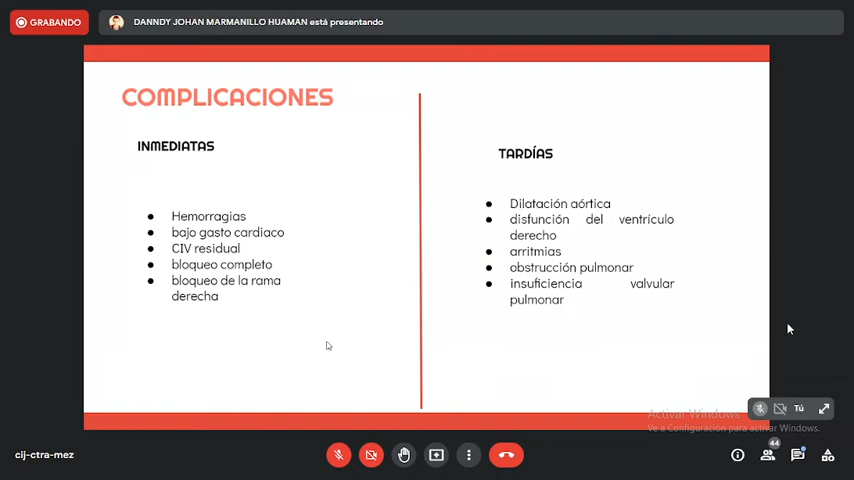 GRABANDO
DANNDY JOHAN MARMANILLO HUAMAN está presentando
COMPLICACIONES
INMEDIATAS
● Hemorragias
● bajo gasto cardiaco
● CIV residual
● bloqueo completo
● bloqueo de la rama
derecha
TARDÍAS
● Dilatación aórtica
● disfunción del ventrículo
derecho
● arritmias
● obstrucción pulmonar
● insuficiencia valvular
pulmonar
Activar Windows
Ve a Configuración para activar Windows.
Tú
cij-ctra-mez
44